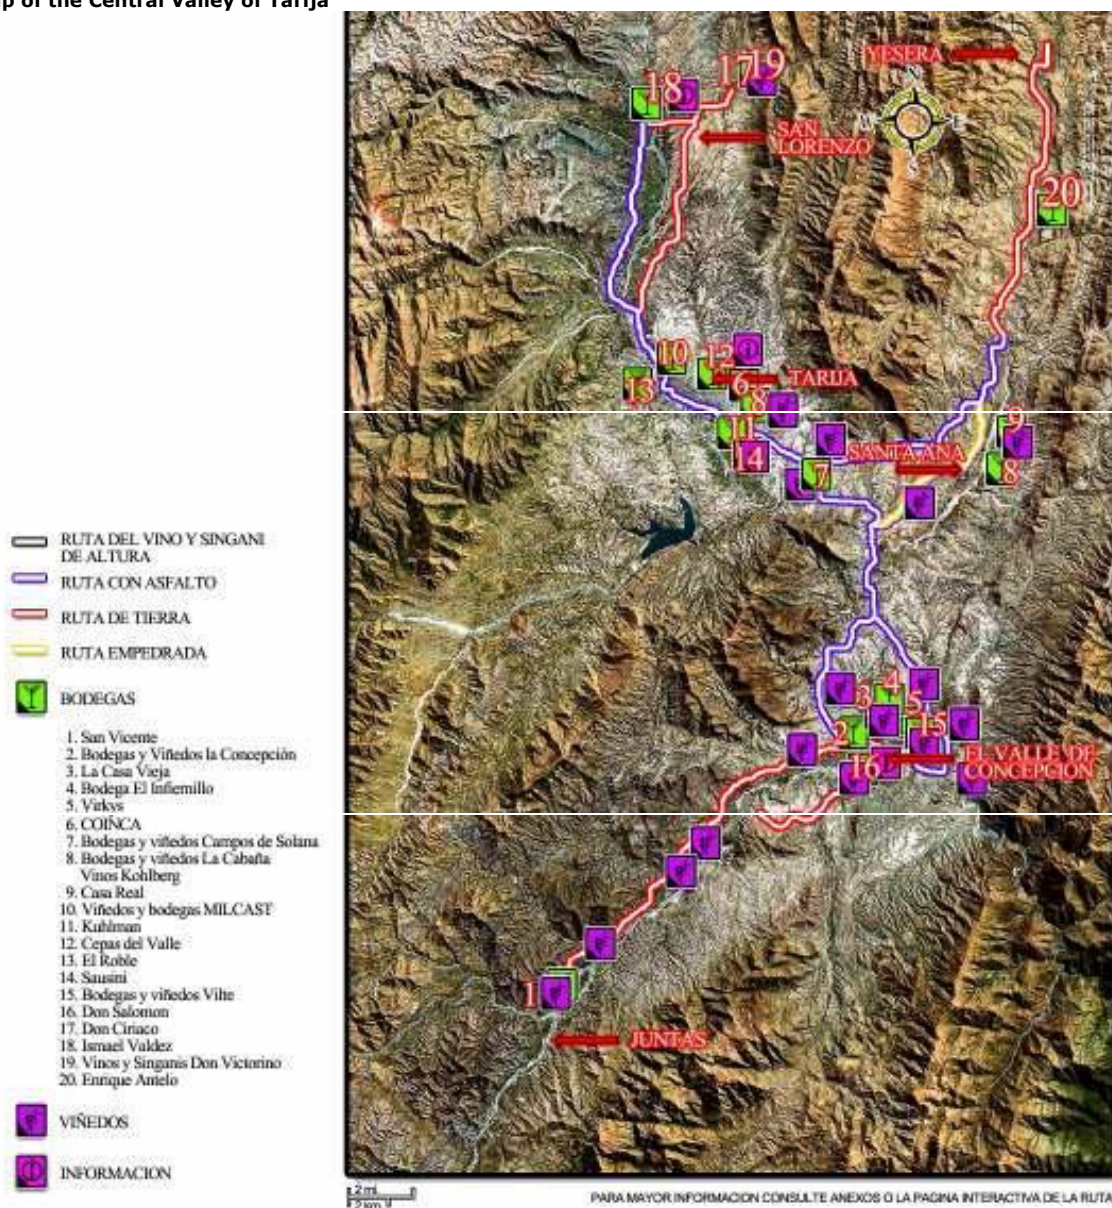 p of the Central Valley of Tarija
18
17
19
YESERA
N
W
E
S
SAN
LORENZO
20
10
12
13
6
TARIJA
8
11
9
14
SANTA ANA
7
8
3
4
5
2
15
16
EL VALLE DE
CONCEPCIÓN
1
JUNTAS
RUTA DEL VINO Y SINGANI
DE ALTURA
RUTA CON ASFALTO
RUTA DE TIERRA
RUTA EMPEDRADA
BODEGAS
1. San Vicente
2. Bodegas y Viñedos la Concepción
3. La Casa Vieja
4. Bodega El Infiernillo
5. Virkys
6. COINCA
7. Bodegas y viñedos Campos de Solana
8. Bodegas y viñedos La Cabaña
Vinos Kohlberg
9. Casa Real
10. Viñedos y bodegas MILCAST
11. Kuhlman
12. Cepas del Valle
13. El Roble
14. Sausini
15. Bodegas y viñedos Vilte
16. Don Salomon
17. Don Ciriaco
18. Ismael Valdez
19. Vinos y Singanis Don Victorino
20. Enrique Antelo
VIÑEDOS
INFORMACION
2 mi
2 km
PARA MAYOR INFORMACION CONSULTE ANEXOS O LA PAGINA INTERACTIVA DE LA RUTA